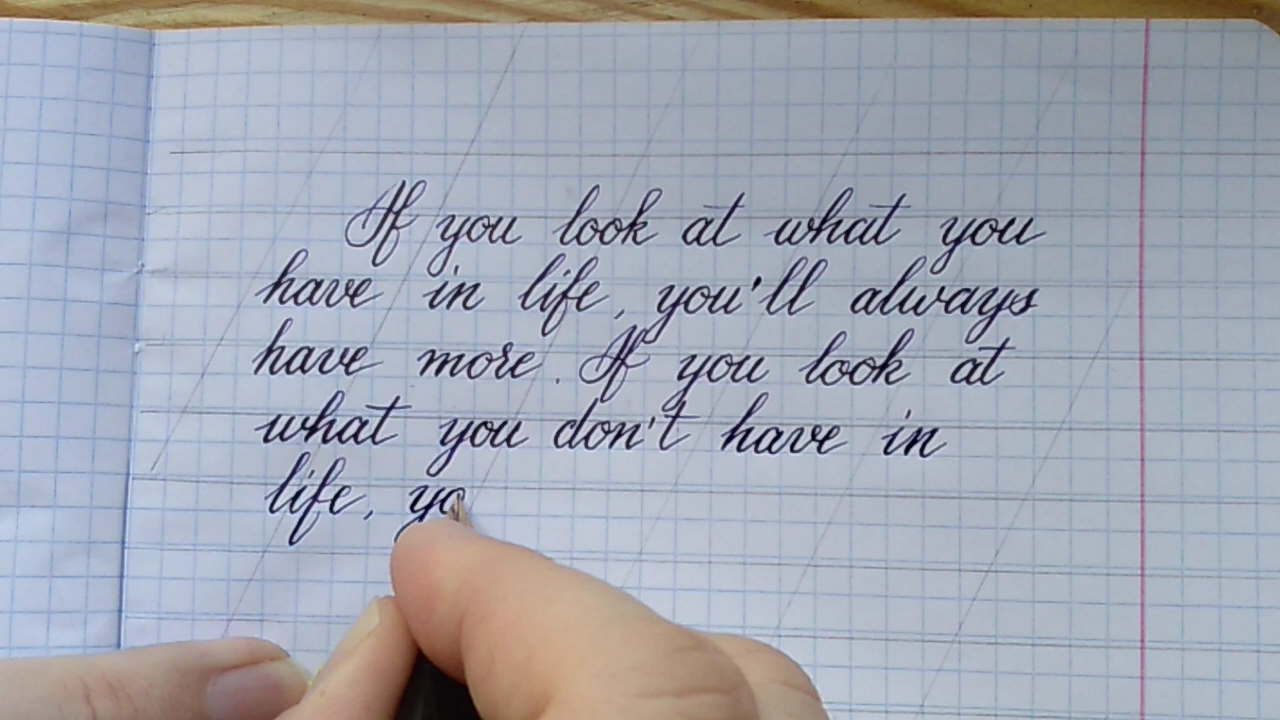 If you look at what you
have in life, you'll always
have more. If you look at
what you don't have in
life, yo